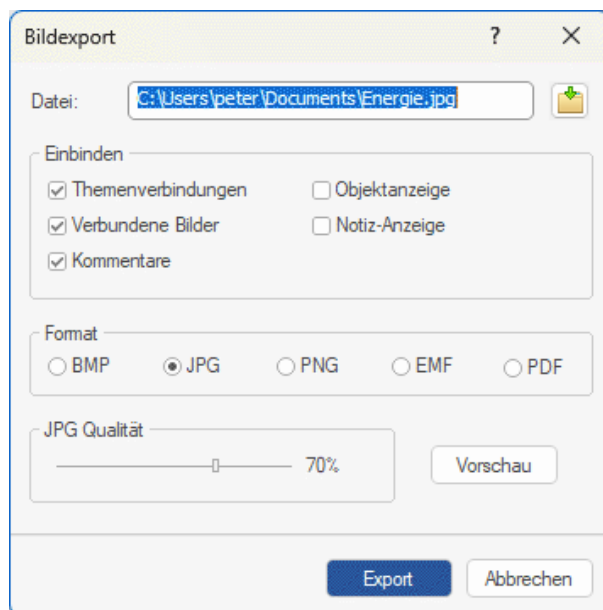 Bildexport ?
Datei: C:\Users\peter\Documents\Energie.jpg
Einbinden
Themenverbindungen Objektanzeige
Verbundene Bilder Notiz-Anzeige
Kommentare
Format
BMP JPG PNG EMF PDF
JPG Qualität
70% Vorschau
Export Abbrechen